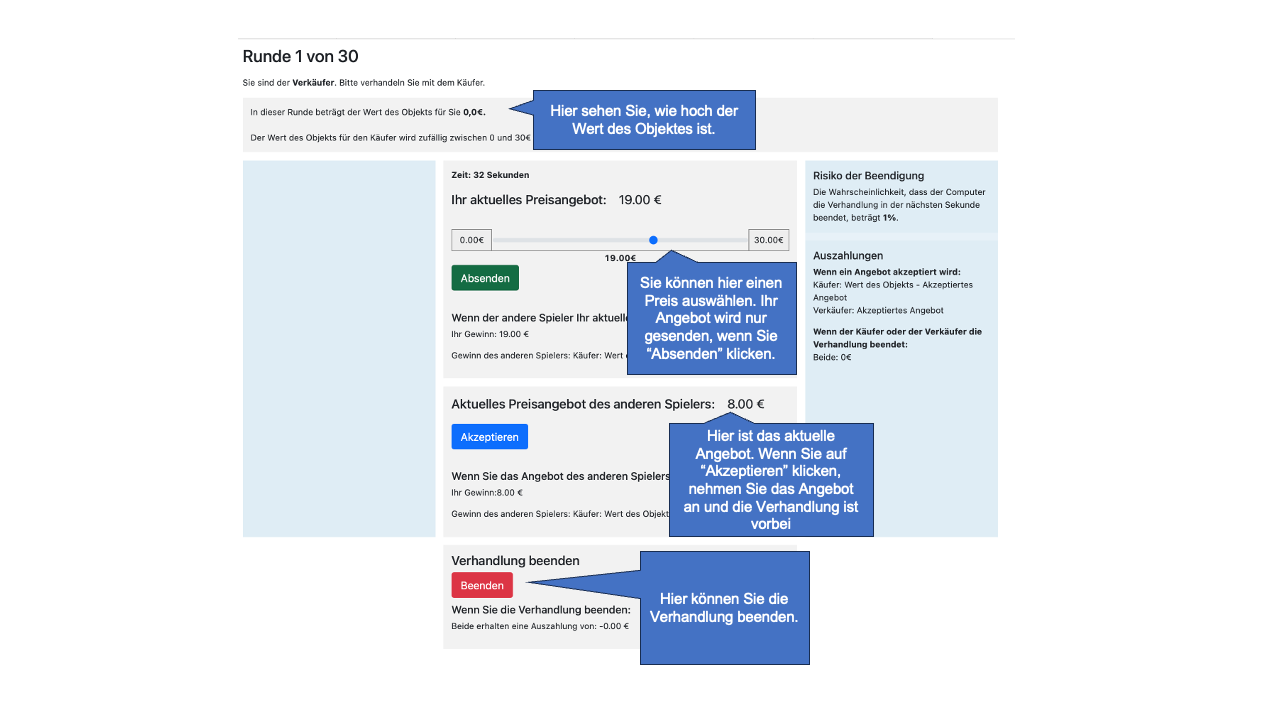 Runde 1 von 30
Sie sind der Verkäufer. Bitte verhandeln Sie mit dem Käufer.
In dieser Runde beträgt der Wert des Objekts für Sie 0,0€.
Der Wert des Objekts für den Käufer wird zufällig zwischen 0 und 30€
Hier sehen Sie, wie hoch der
Wert des Objektes ist.
Zeit: 32 Sekunden
Ihr aktuelles Preisangebot: 19.00 €
0.00€
30.00€
19.00€
Absenden
Wenn der andere Spieler Ihr aktuelle
Ihr Gewinn: 19.00 €
Gewinn des anderen Spielers: Käufer: Wert
Sie können hier einen
Preis auswählen. Ihr
Angebot wird nur
gesenden, wenn Sie
“Absenden” klicken.
Aktuelles Preisangebot des anderen Spielers: 8.00 €
Akzeptieren
Wenn Sie das Angebot des anderen Spielers
Ihr Gewinn:8.00 €
Gewinn des anderen Spielers: Käufer: Wert des Objekt
Hier ist das aktuelle
Angebot. Wenn Sie auf
“Akzeptieren” klicken,
nehmen Sie das Angebot
an und die Verhandlung ist
vorbei
Verhandlung beenden
Beenden
Wenn Sie die Verhandlung beenden:
Beide erhalten eine Auszahlung von: -0.00 €
Hier können Sie die
Verhandlung beenden.
Risiko der Beendigung
Die Wahrscheinlichkeit, dass der Computer
die Verhandlung in der nächsten Sekunde
beendet, beträgt 1%.
Auszahlungen
Wenn ein Angebot akzeptiert wird:
Käufer: Wert des Objekts - Akzeptiertes
Angebot
Verkäufer: Akzeptiertes Angebot
Wenn der Käufer oder der Verkäufer die
Verhandlung beendet:
Beide: 0€